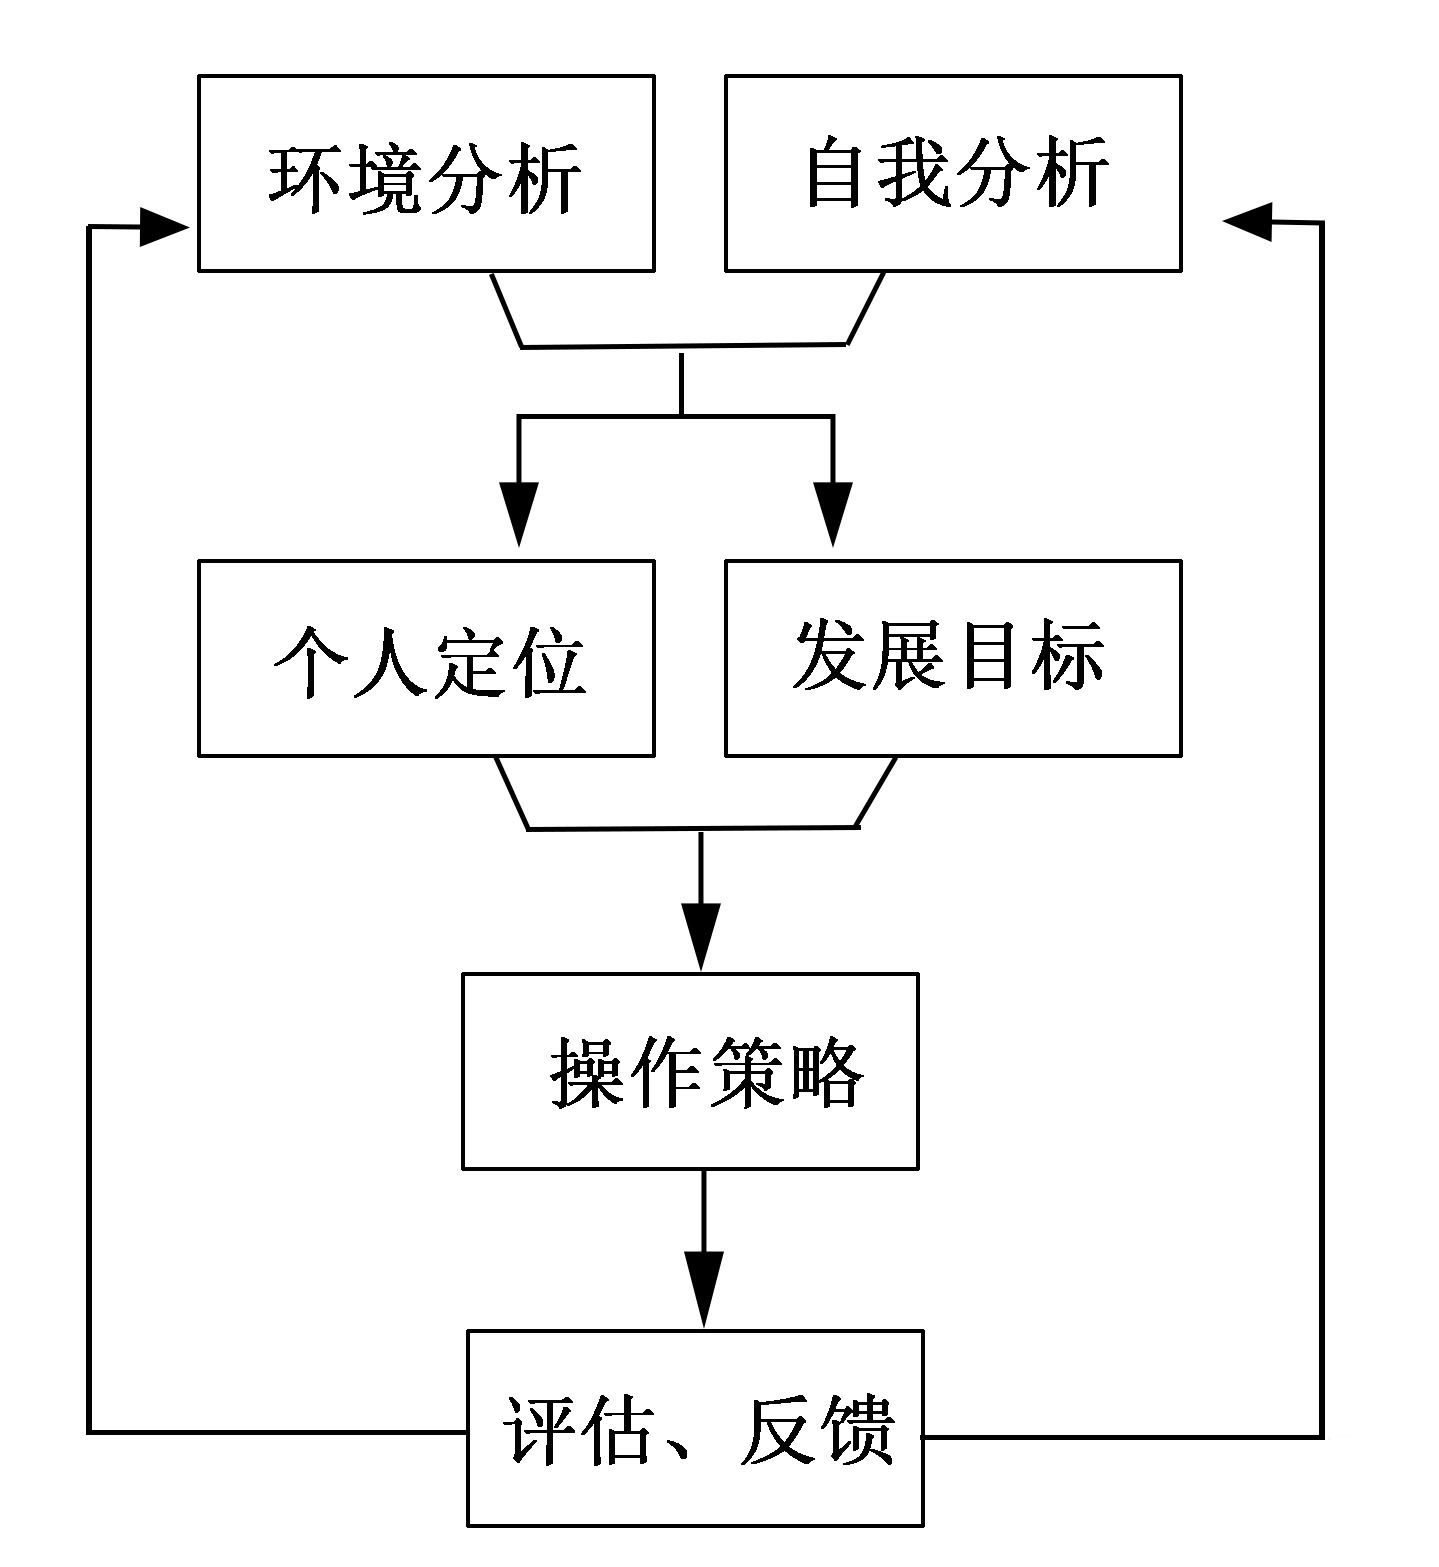 环境分析
自我分析
个人定位
发展目标
操作策略
评估、反馈